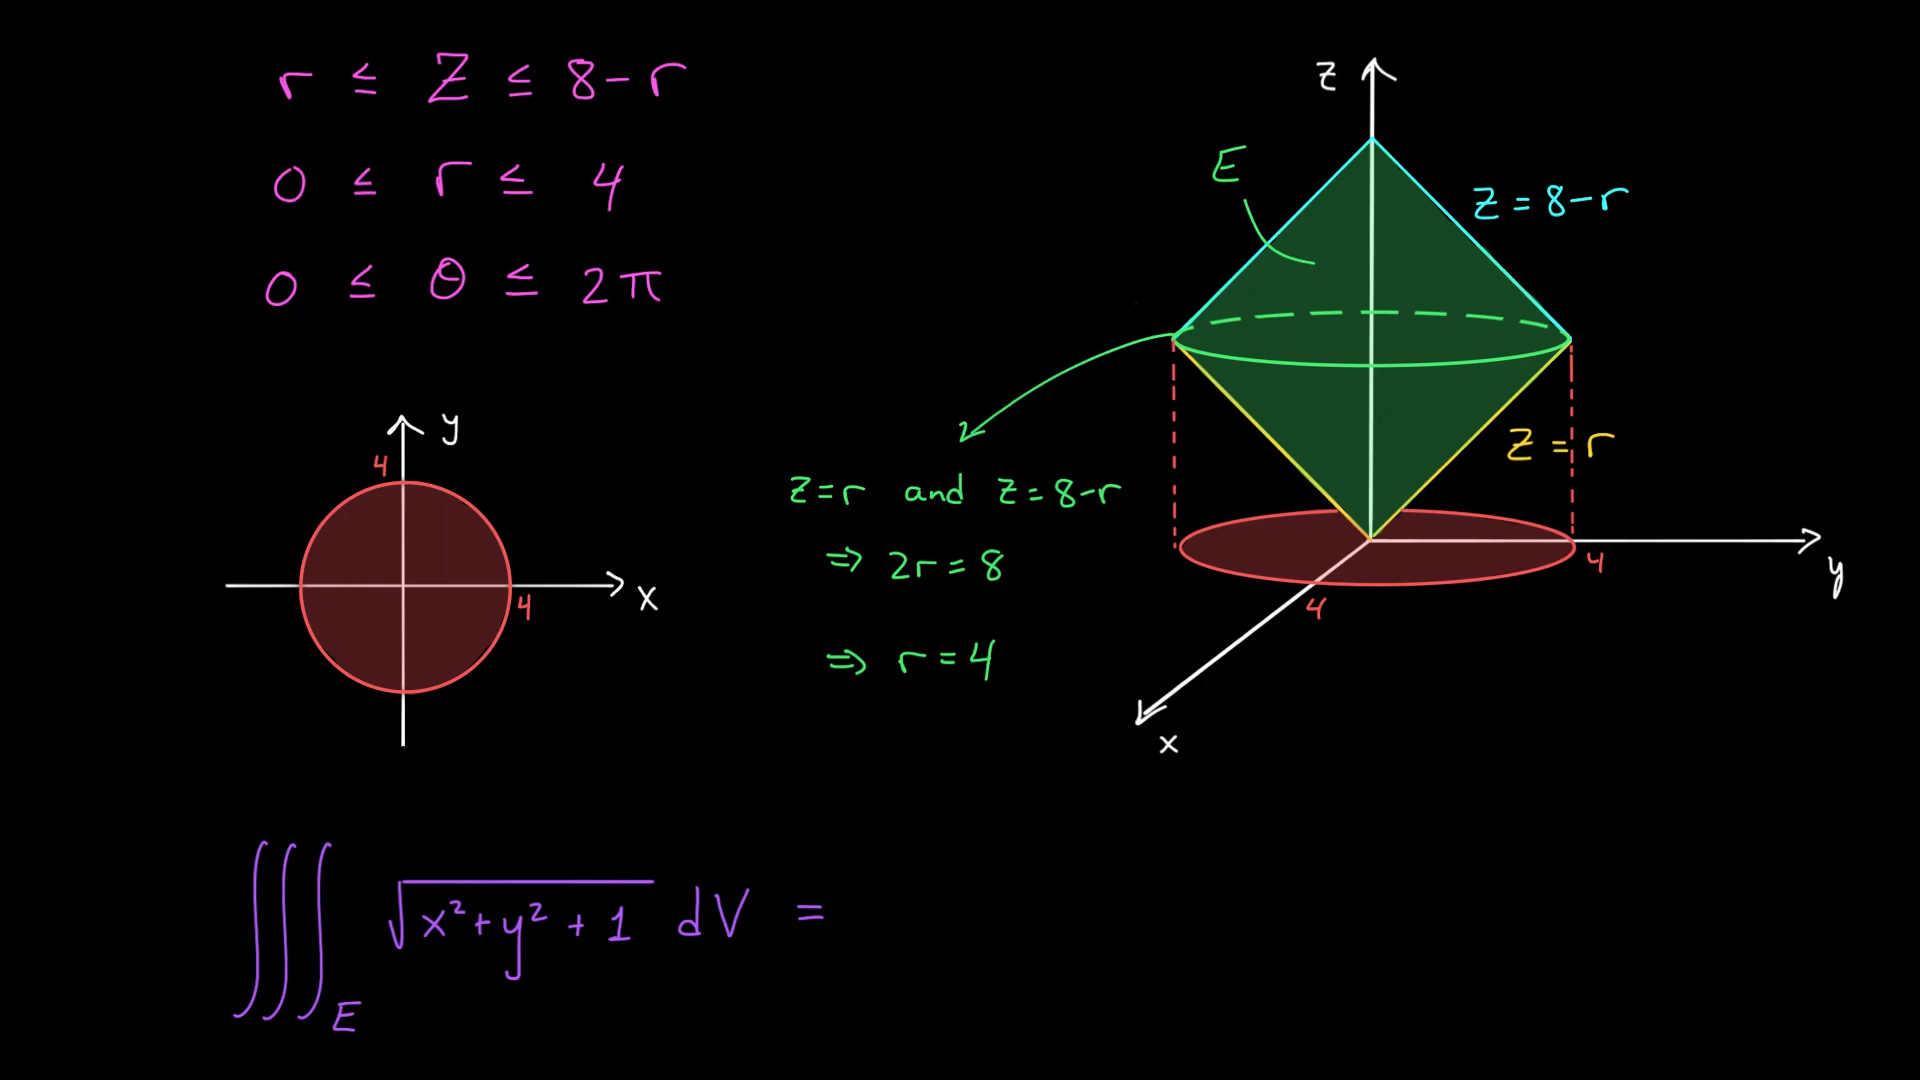 r ≤ z ≤ 8-r
0 ≤ r ≤ 4
0 ≤ θ ≤ 2π
y
4
4
x
z=r and z=8-r
⇒ 2r=8
⇒ r=4
z
E
z=8-r
z=r
4
y
4
x
∭_E √(x²+y²+1) dV =